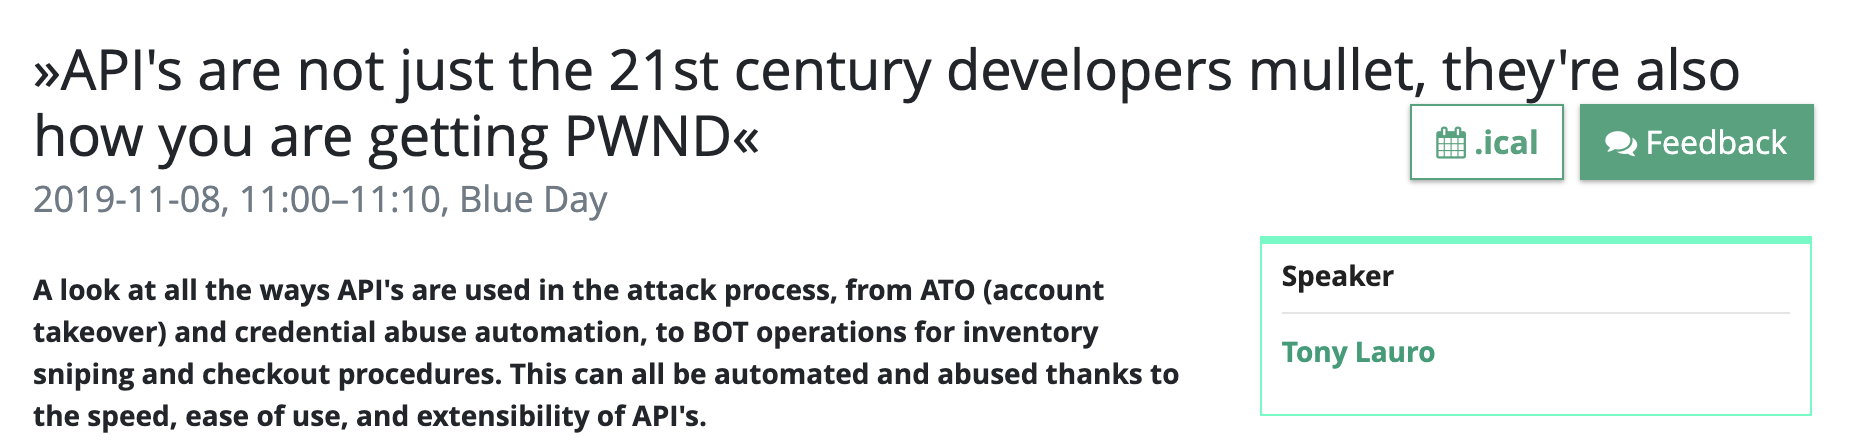 »API's are not just the 21st century developers mullet, they're also
how you are getting PWND«
.ical
Feedback
2019-11-08, 11:00–11:10, Blue Day
A look at all the ways API's are used in the attack process, from ATO (account
takeover) and credential abuse automation, to BOT operations for inventory
sniping and checkout procedures. This can all be automated and abused thanks to
the speed, ease of use, and extensibility of API's.
Speaker
Tony Lauro